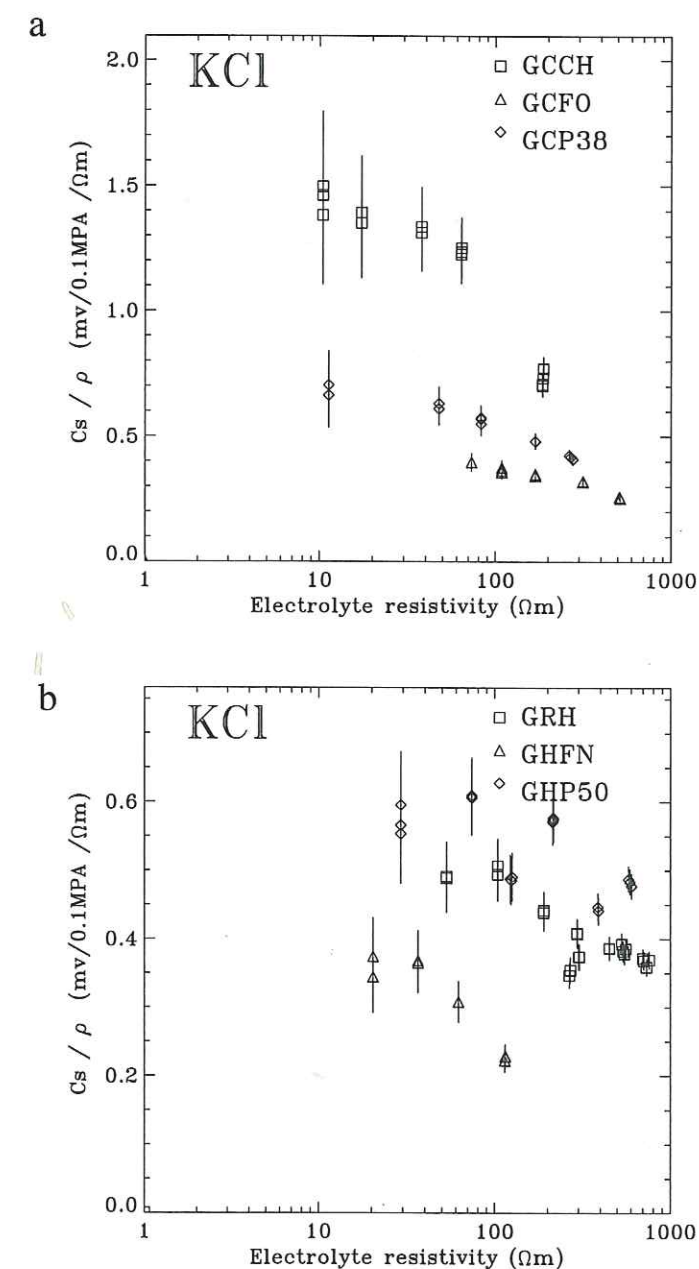 a
KCl
GCCH
GCFO
GCP38
2.0
1.5
1.0
0.5
0.0
Cs / ρ (mv/0.1MPA /Ωm)
1
10
100
1000
Electrolyte resistivity (Ωm)
b
KCl
GRH
GHFN
GHP50
0.6
0.4
0.2
0.0
Cs / ρ (mv/0.1MPA /Ωm)
1
10
100
1000
Electrolyte resistivity (Ωm)